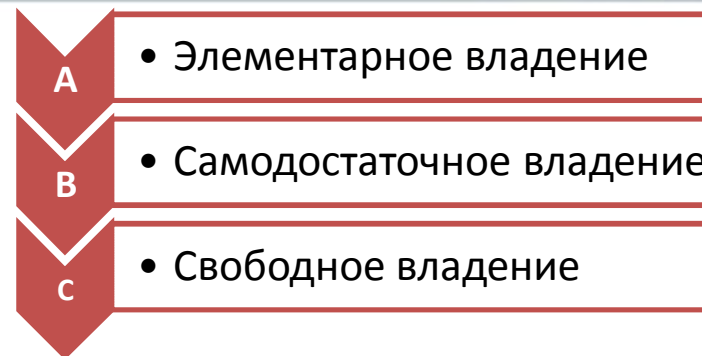 A
• Элементарное владение
B
• Самодостаточное владение
C
• Свободное владение